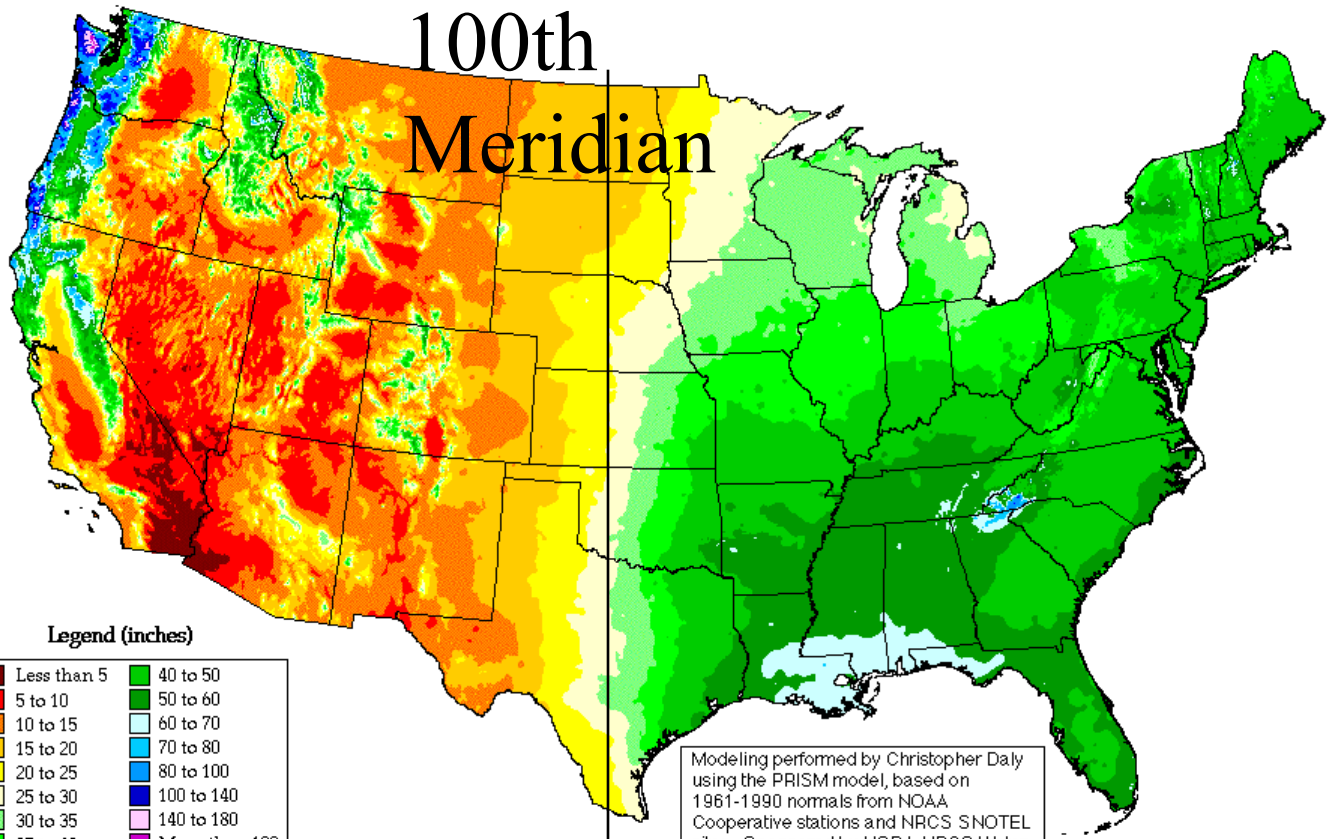 100th
Meridian
Legend (inches)
Less than 5
5 to 10
10 to 15
15 to 20
20 to 25
25 to 30
30 to 35
40 to 50
50 to 60
60 to 70
70 to 80
80 to 100
100 to 140
140 to 180
Modeling performed by Christopher Daly
using the PRISM model, based on
1961-1990 normals from NOAA
Cooperative stations and NRCS SNOTEL